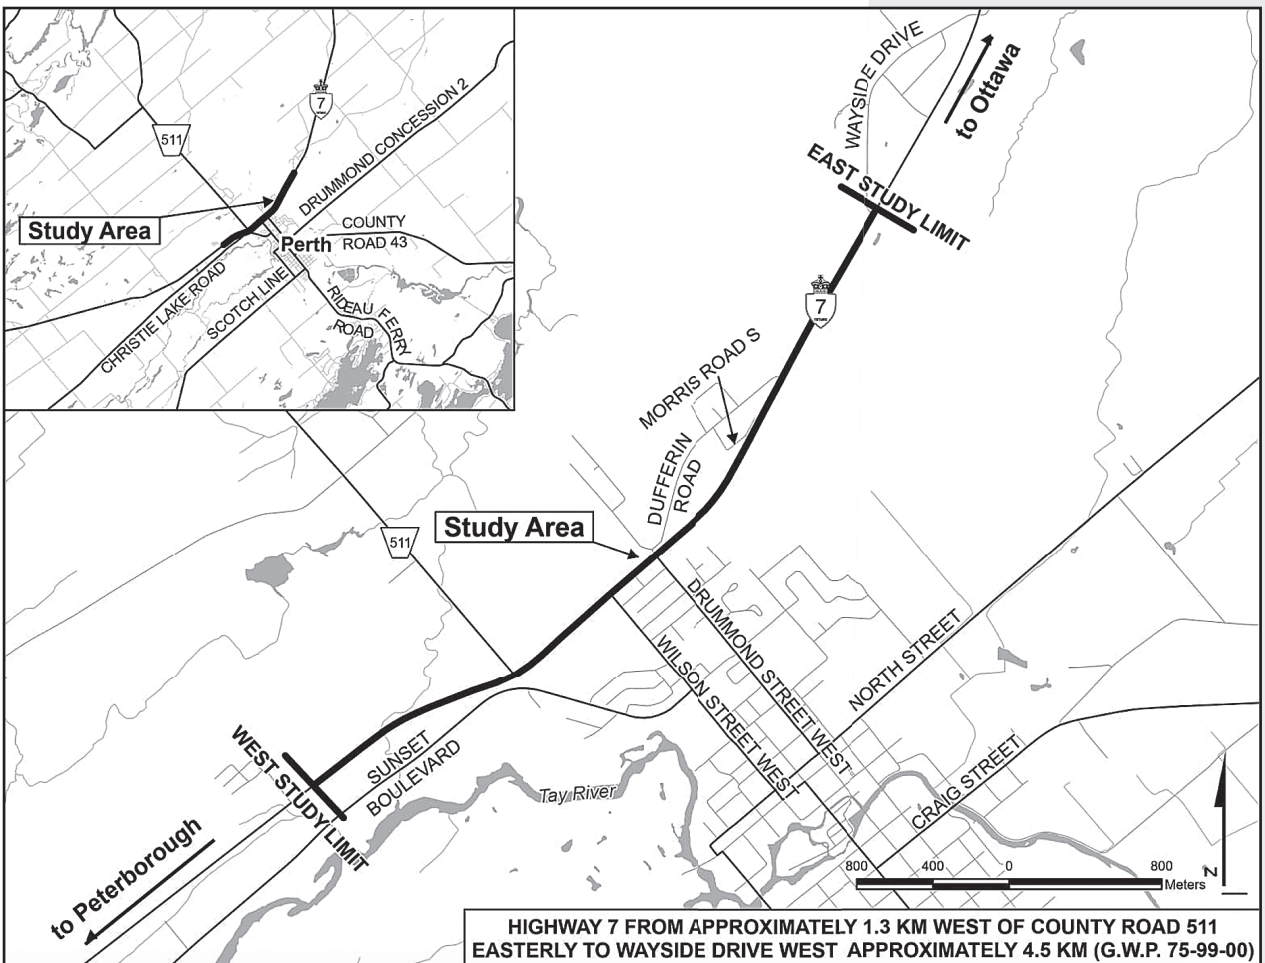 7
511
DRUMMOND CONCESSION 2
Study Area
COUNTY
ROAD 43
Perth
CHRISTIE LAKE ROAD
SCOTCH LINE
RIDEAU FERRY
ROAD
WAYSIDE DRIVE
to Ottawa
EAST STUDY LIMIT
7
MORRIS ROAD S
DUFFERIN
ROAD
Study Area
511
DRUMMOND STREET WEST
WILSON STREET WEST
NORTH STREET
CRAIG STREET
SUNSET
BOULEVARD
WEST STUDY LIMIT
Tay River
to Peterborough
800 400 0 800
Meters
N
HIGHWAY 7 FROM APPROXIMATELY 1.3 KM WEST OF COUNTY ROAD 511
EASTERLY TO WAYSIDE DRIVE WEST APPROXIMATELY 4.5 KM (G.W.P. 75-99-00)